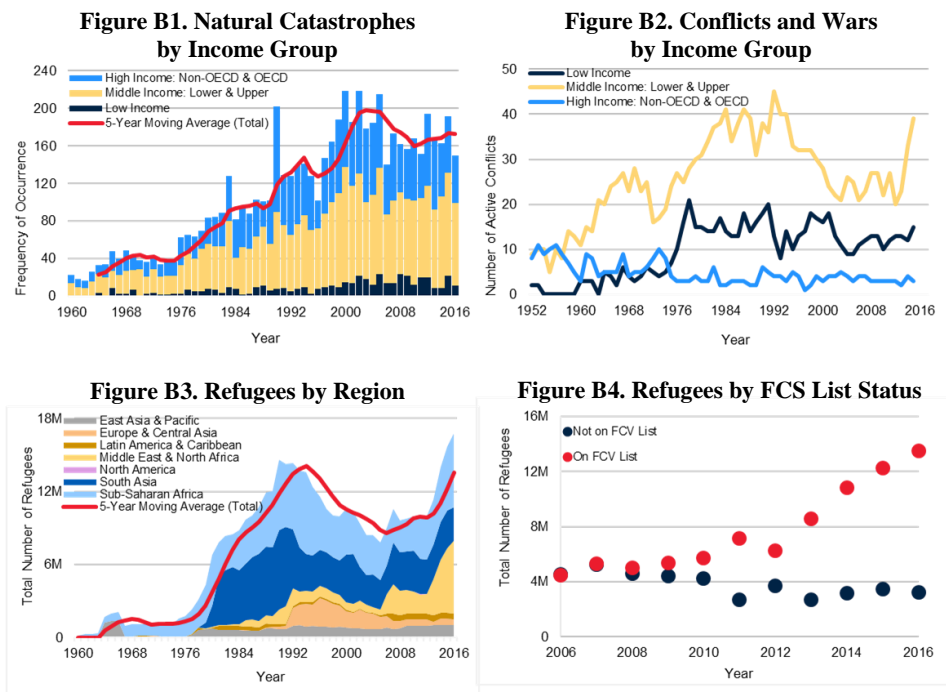 Figure B1. Natural Catastrophes
by Income Group
240
200
160
120
80
40
0
Frequency of Occurrence
High Income: Non-OECD & OECD
Middle Income: Lower & Upper
Low Income
5-Year Moving Average (Total)
1960 1968 1976 1984 1992 2000 2008 2016
Year
Figure B2. Conflicts and Wars
by Income Group
50
40
30
20
10
0
Number of Active Conflicts
Low Income
Middle Income: Lower & Upper
High Income: Non-OECD & OECD
1952 1960 1968 1976 1984 1992 2000 2008 2016
Year
Figure B3. Refugees by Region
18M
12M
6M
0
Total Number of Refugees
East Asia & Pacific
Europe & Central Asia
Latin America & Caribbean
Middle East & North Africa
North America
South Asia
Sub-Saharan Africa
5-Year Moving Average (Total)
1960 1968 1976 1984 1992 2000 2008 2016
Year
Figure B4. Refugees by FCS List Status
16M
12M
8M
4M
0
Total Number of Refugees
Not on FCV List
On FCV List
2006 2008 2010 2012 2014 2015 2016
Year